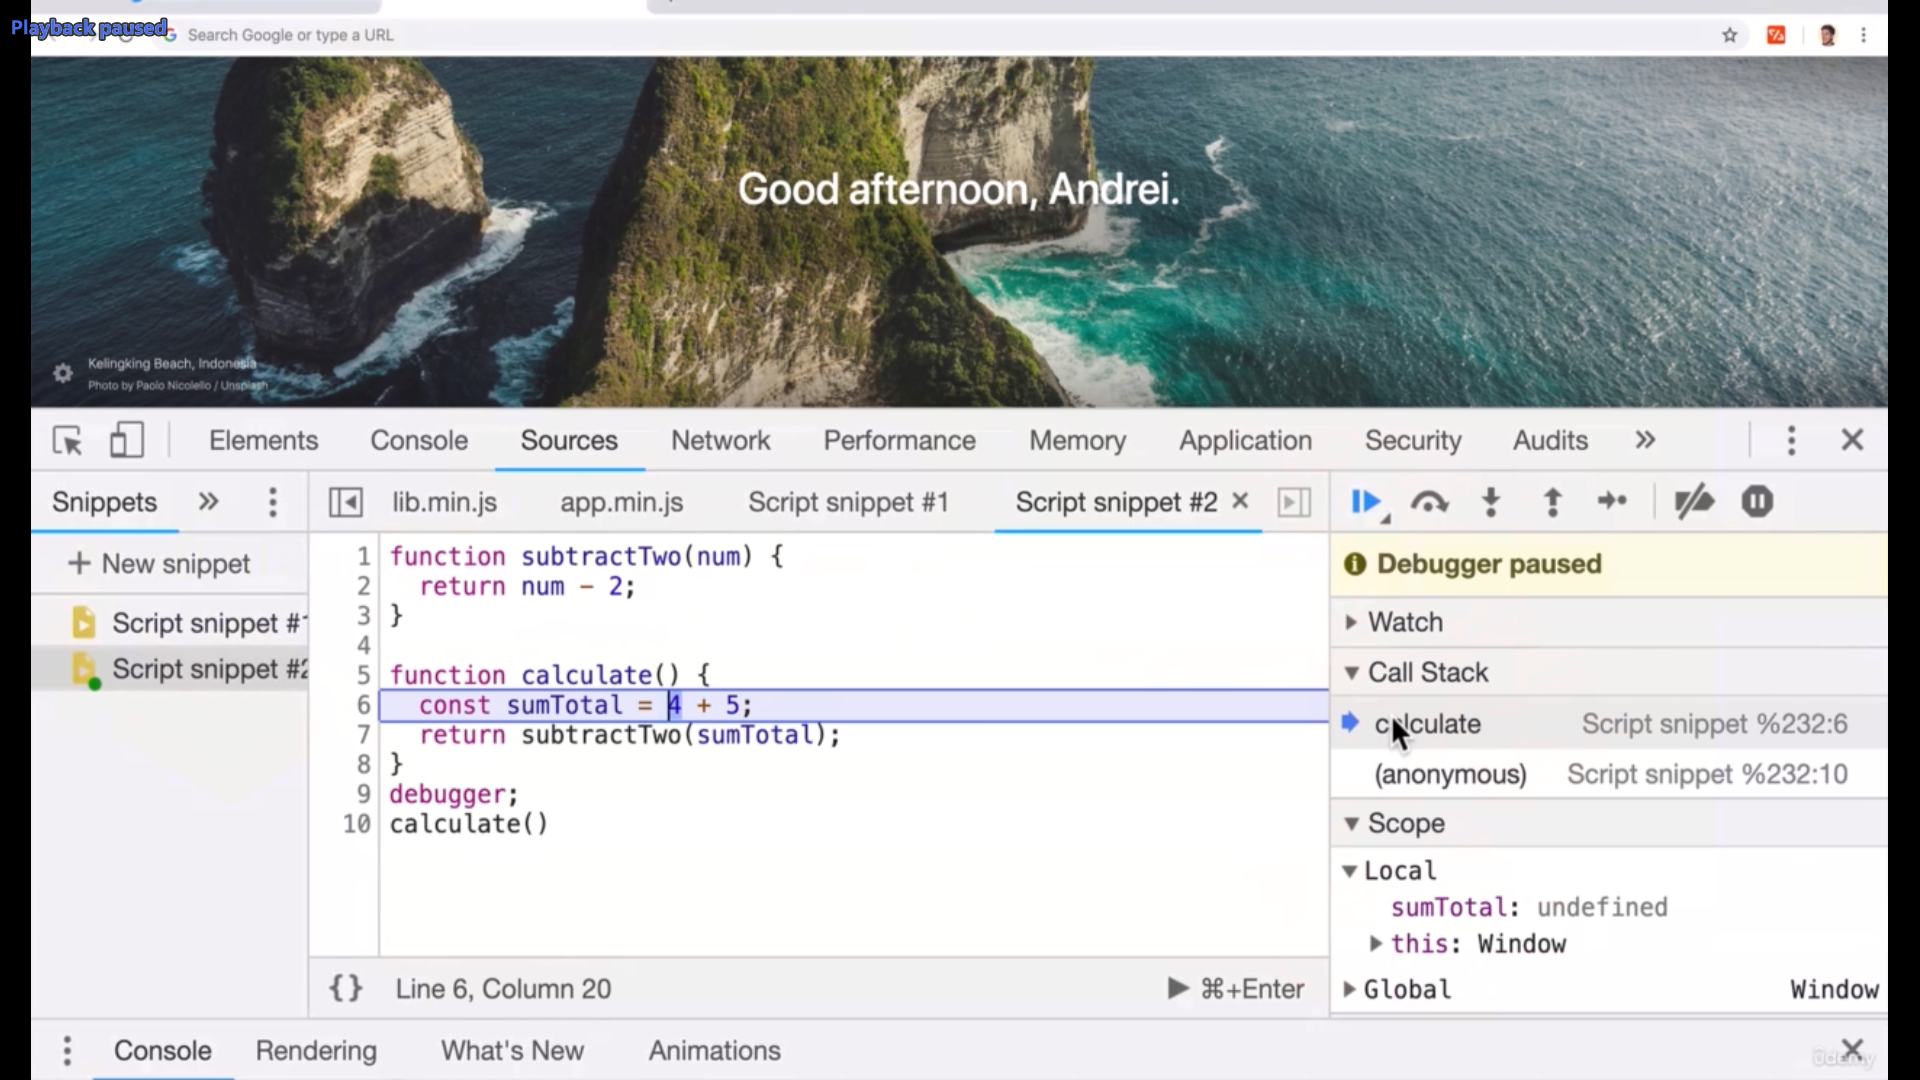 Playback paused
Search Google or type a URL
Good afternoon, Andrei.
Kelingking Beach, Indonesia
Photo by Paolo Nicolello / Unsplash
Elements Console Sources Network Performance Memory Application Security Audits »
Snippets » lib.min.js app.min.js Script snippet #1 Script snippet #2 ×
+ New snippet
Script snippet #1
Script snippet #2
1 function subtractTwo(num) {
2 return num - 2;
3 }
4
5 function calculate() {
6 const sumTotal = 4 + 5;
7 return subtractTwo(sumTotal);
8 }
9 debugger;
10 calculate()
{} Line 6, Column 20 ⌘+Enter
Debugger paused
Watch
Call Stack
calculate Script snippet %232:6
(anonymous) Script snippet %232:10
Scope
Local
sumTotal: undefined
this: Window
Global Window
Console Rendering What's New Animations
ûdemy